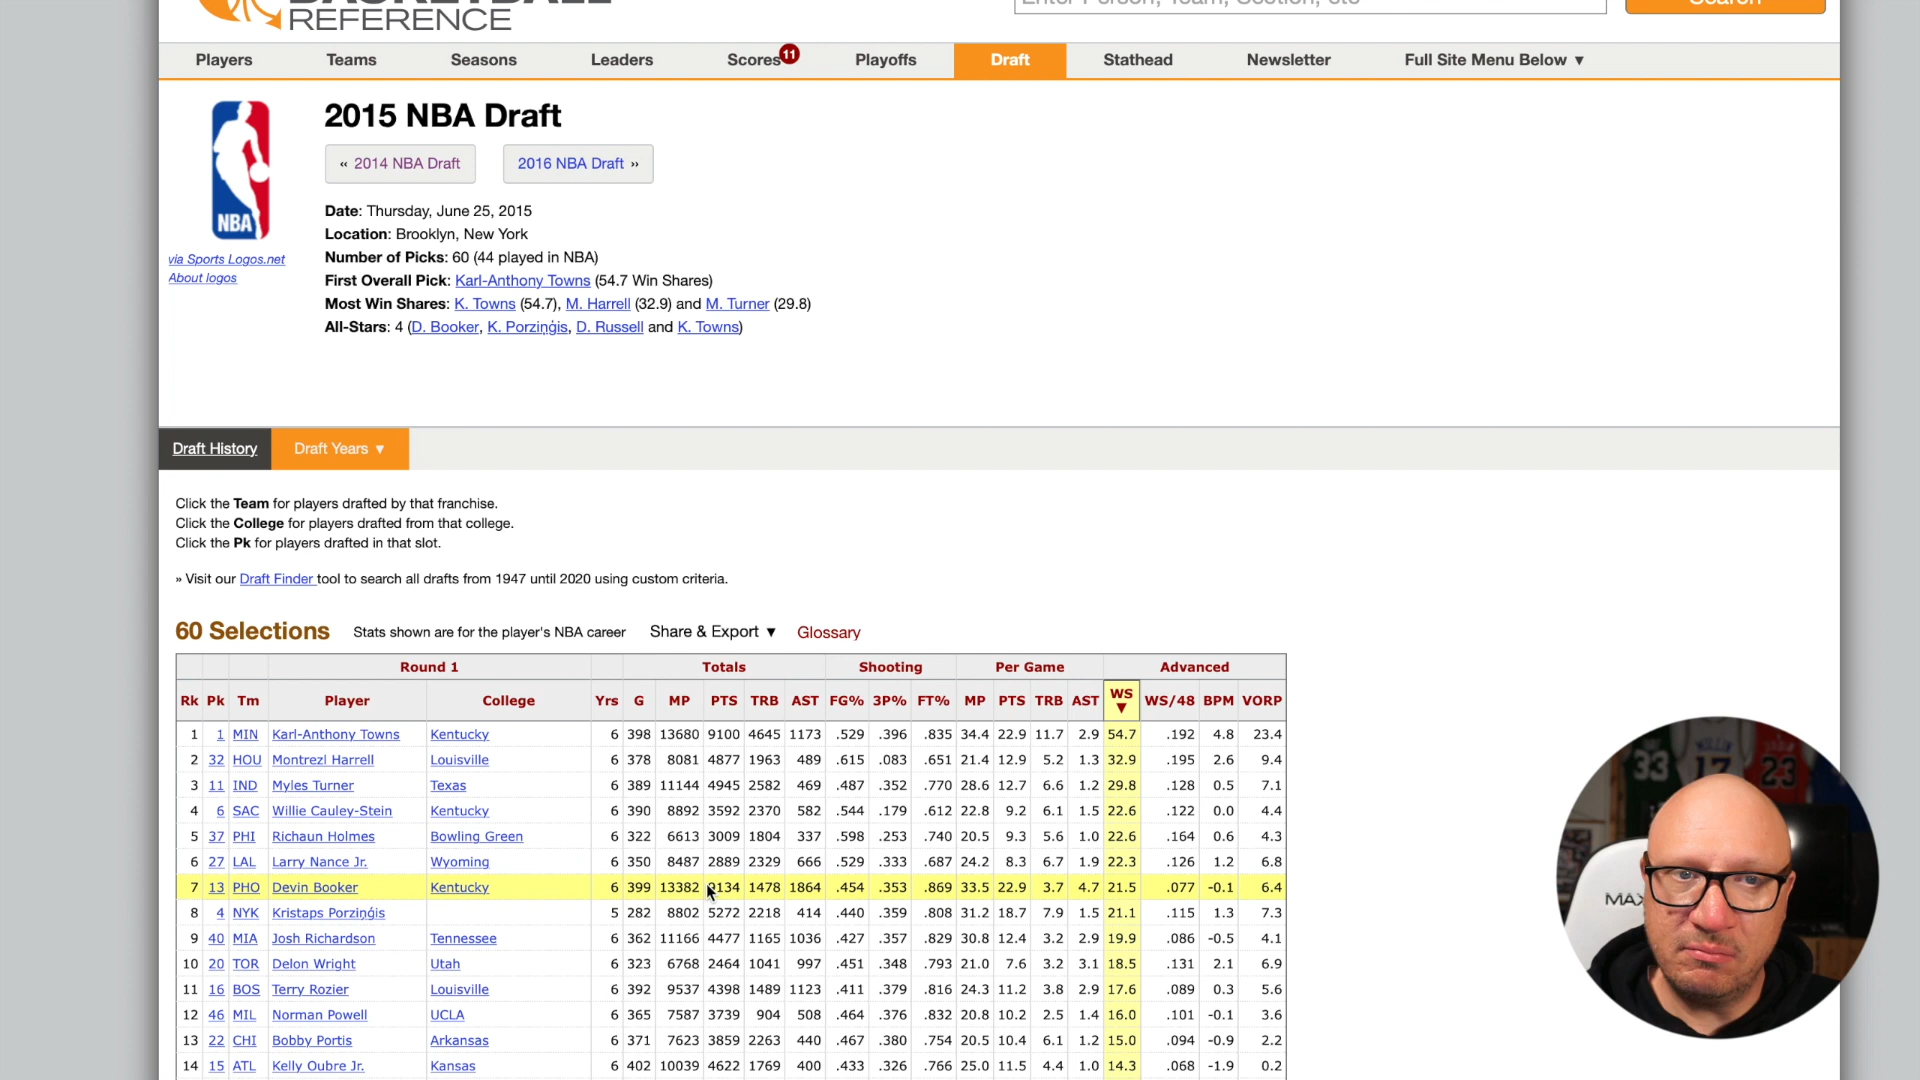 REFERENCE
Players Teams Seasons Leaders Scores 11 Playoffs Draft Stathead Newsletter Full Site Menu Below ▼
2015 NBA Draft
« 2014 NBA Draft 2016 NBA Draft »
NBA
Date: Thursday, June 25, 2015
Location: Brooklyn, New York
Number of Picks: 60 (44 played in NBA)
via Sports Logos.net
About logos
First Overall Pick: Karl-Anthony Towns (54.7 Win Shares)
Most Win Shares: K. Towns (54.7), M. Harrell (32.9) and M. Turner (29.8)
All-Stars: 4 (D. Booker, K. Porziņģis, D. Russell and K. Towns)
Draft History Draft Years ▼
Click the Team for players drafted by that franchise.
Click the College for players drafted from that college.
Click the Pk for players drafted in that slot.
» Visit our Draft Finder tool to search all drafts from 1947 until 2020 using custom criteria.
60 Selections Stats shown are for the player's NBA career Share & Export ▼ Glossary
Round 1 Totals Shooting Per Game Advanced
Rk Pk Tm Player College Yrs G MP PTS TRB AST FG% 3P% FT% MP PTS TRB AST WS ▼ WS/48 BPM VORP
1 1 MIN Karl-Anthony Towns Kentucky 6 398 13680 9100 4645 1173 .529 .396 .835 34.4 22.9 11.7 2.9 54.7 .192 4.8 23.4
2 32 HOU Montrezl Harrell Louisville 6 378 8081 4877 1963 489 .615 .083 .651 21.4 12.9 5.2 1.3 32.9 .195 2.6 9.4
3 11 IND Myles Turner Texas 6 389 11144 4945 2582 469 .487 .352 .770 28.6 12.7 6.6 1.2 29.8 .128 0.5 7.1
4 6 SAC Willie Cauley-Stein Kentucky 6 390 8892 3592 2370 582 .544 .179 .612 22.8 9.2 6.1 1.5 22.6 .122 0.0 4.4
5 37 PHI Richaun Holmes Bowling Green 6 322 6613 3009 1804 337 .598 .253 .740 20.5 9.3 5.6 1.0 22.6 .164 0.6 4.3
6 27 LAL Larry Nance Jr. Wyoming 6 350 8487 2889 2329 666 .529 .333 .687 24.2 8.3 6.7 1.9 22.3 .126 1.2 6.8
7 13 PHO Devin Booker Kentucky 6 399 13382 9134 1478 1864 .454 .353 .869 33.5 22.9 3.7 4.7 21.5 .077 -0.1 6.4
8 4 NYK Kristaps Porziņģis 5 282 8802 5272 2218 414 .440 .359 .808 31.2 18.7 7.9 1.5 21.1 .115 1.3 7.3
9 40 MIA Josh Richardson Tennessee 6 362 11166 4477 1165 1036 .427 .357 .829 30.8 12.4 3.2 2.9 19.9 .086 -0.5 4.1
10 20 TOR Delon Wright Utah 6 323 6768 2464 1041 997 .451 .348 .793 21.0 7.6 3.2 3.1 18.5 .131 2.1 6.9
11 16 BOS Terry Rozier Louisville 6 392 9537 4398 1489 1123 .411 .379 .816 24.3 11.2 3.8 2.9 17.6 .089 0.3 5.6
12 46 MIL Norman Powell UCLA 6 365 7587 3739 904 508 .464 .376 .832 20.8 10.2 2.5 1.4 16.0 .101 -0.1 3.6
13 22 CHI Bobby Portis Arkansas 6 371 7623 3859 2263 440 .467 .380 .754 20.5 10.4 6.1 1.2 15.0 .094 -0.9 2.2
14 15 ATL Kelly Oubre Jr. Kansas 6 402 10039 4622 1769 400 .433 .326 .766 25.0 11.5 4.4 1.0 14.3 .068 -1.9 0.2
33 17 23